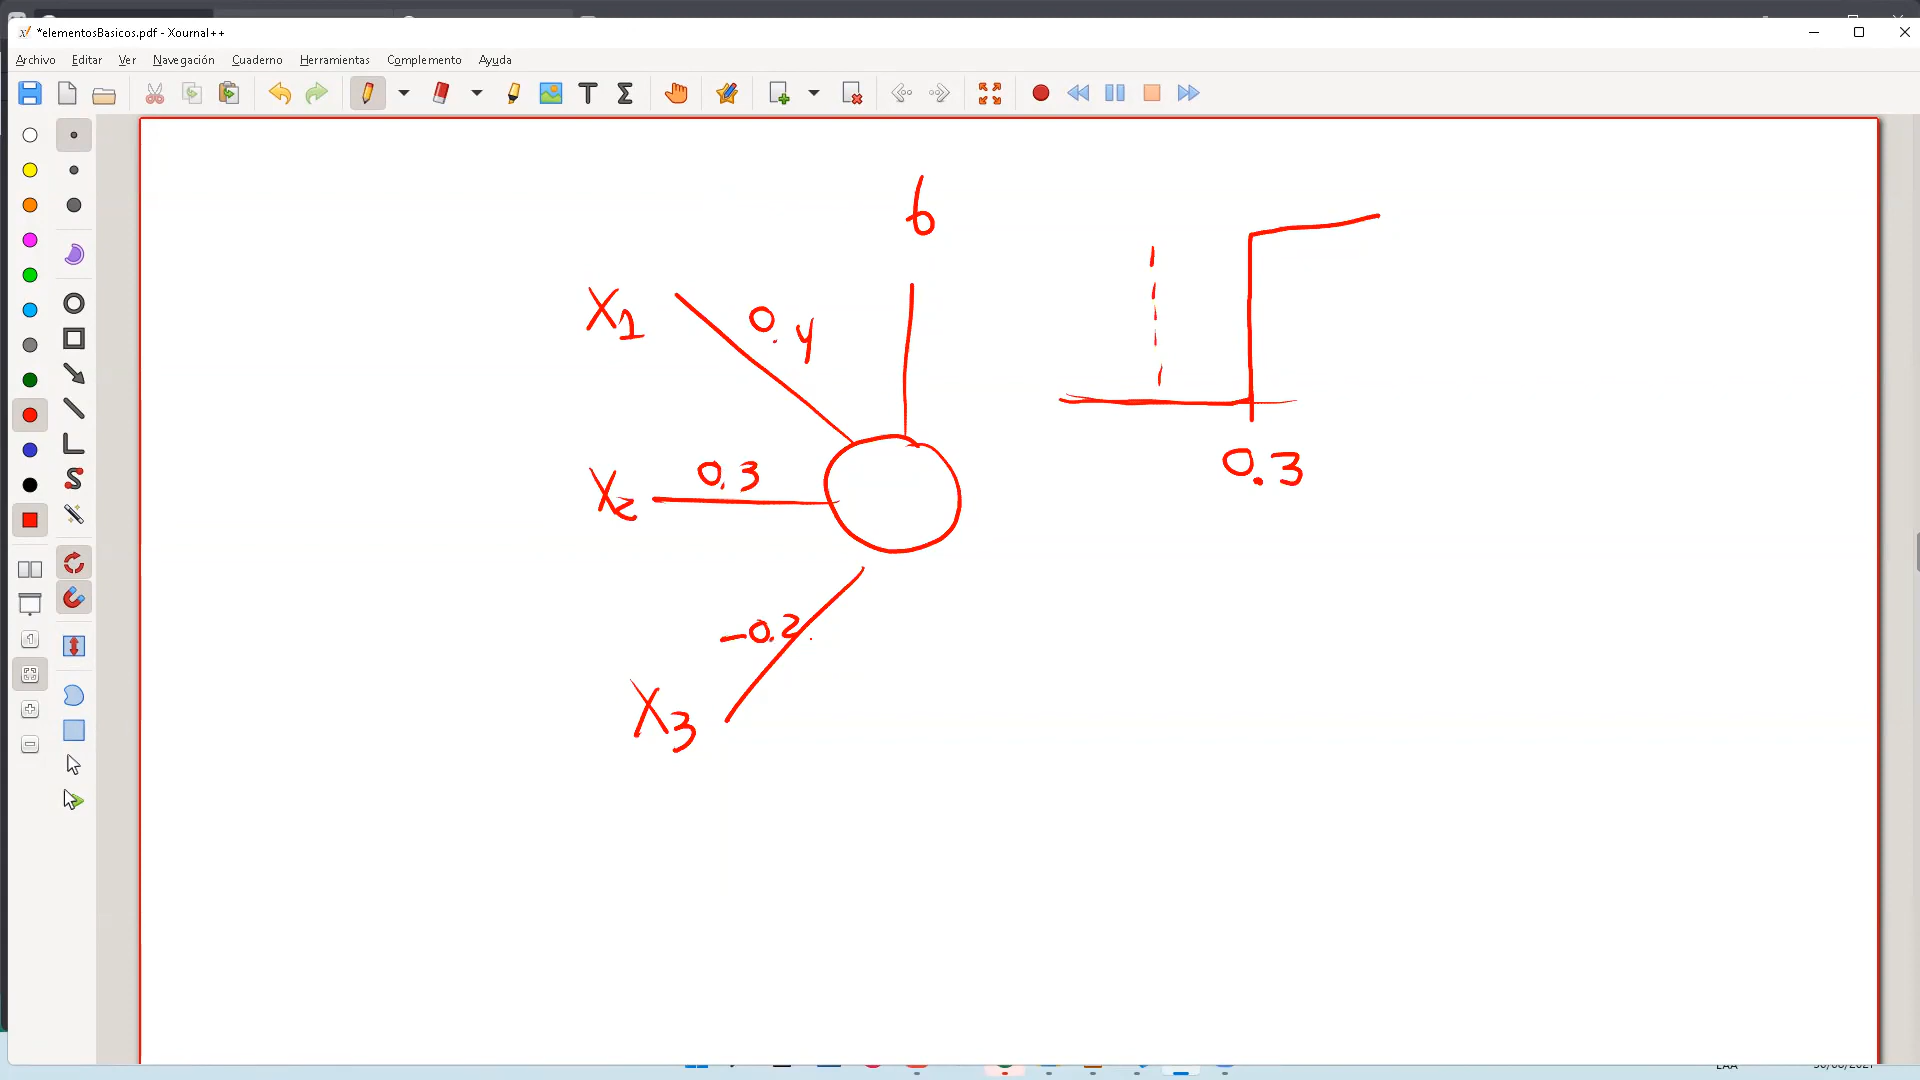 *elementosBasicos.pdf - Xournal++
Archivo Editar Ver Navegación Cuaderno Herramientas Complemento Ayuda
b
X1
0.4
X2
0.3
0.3
-0.2
X3